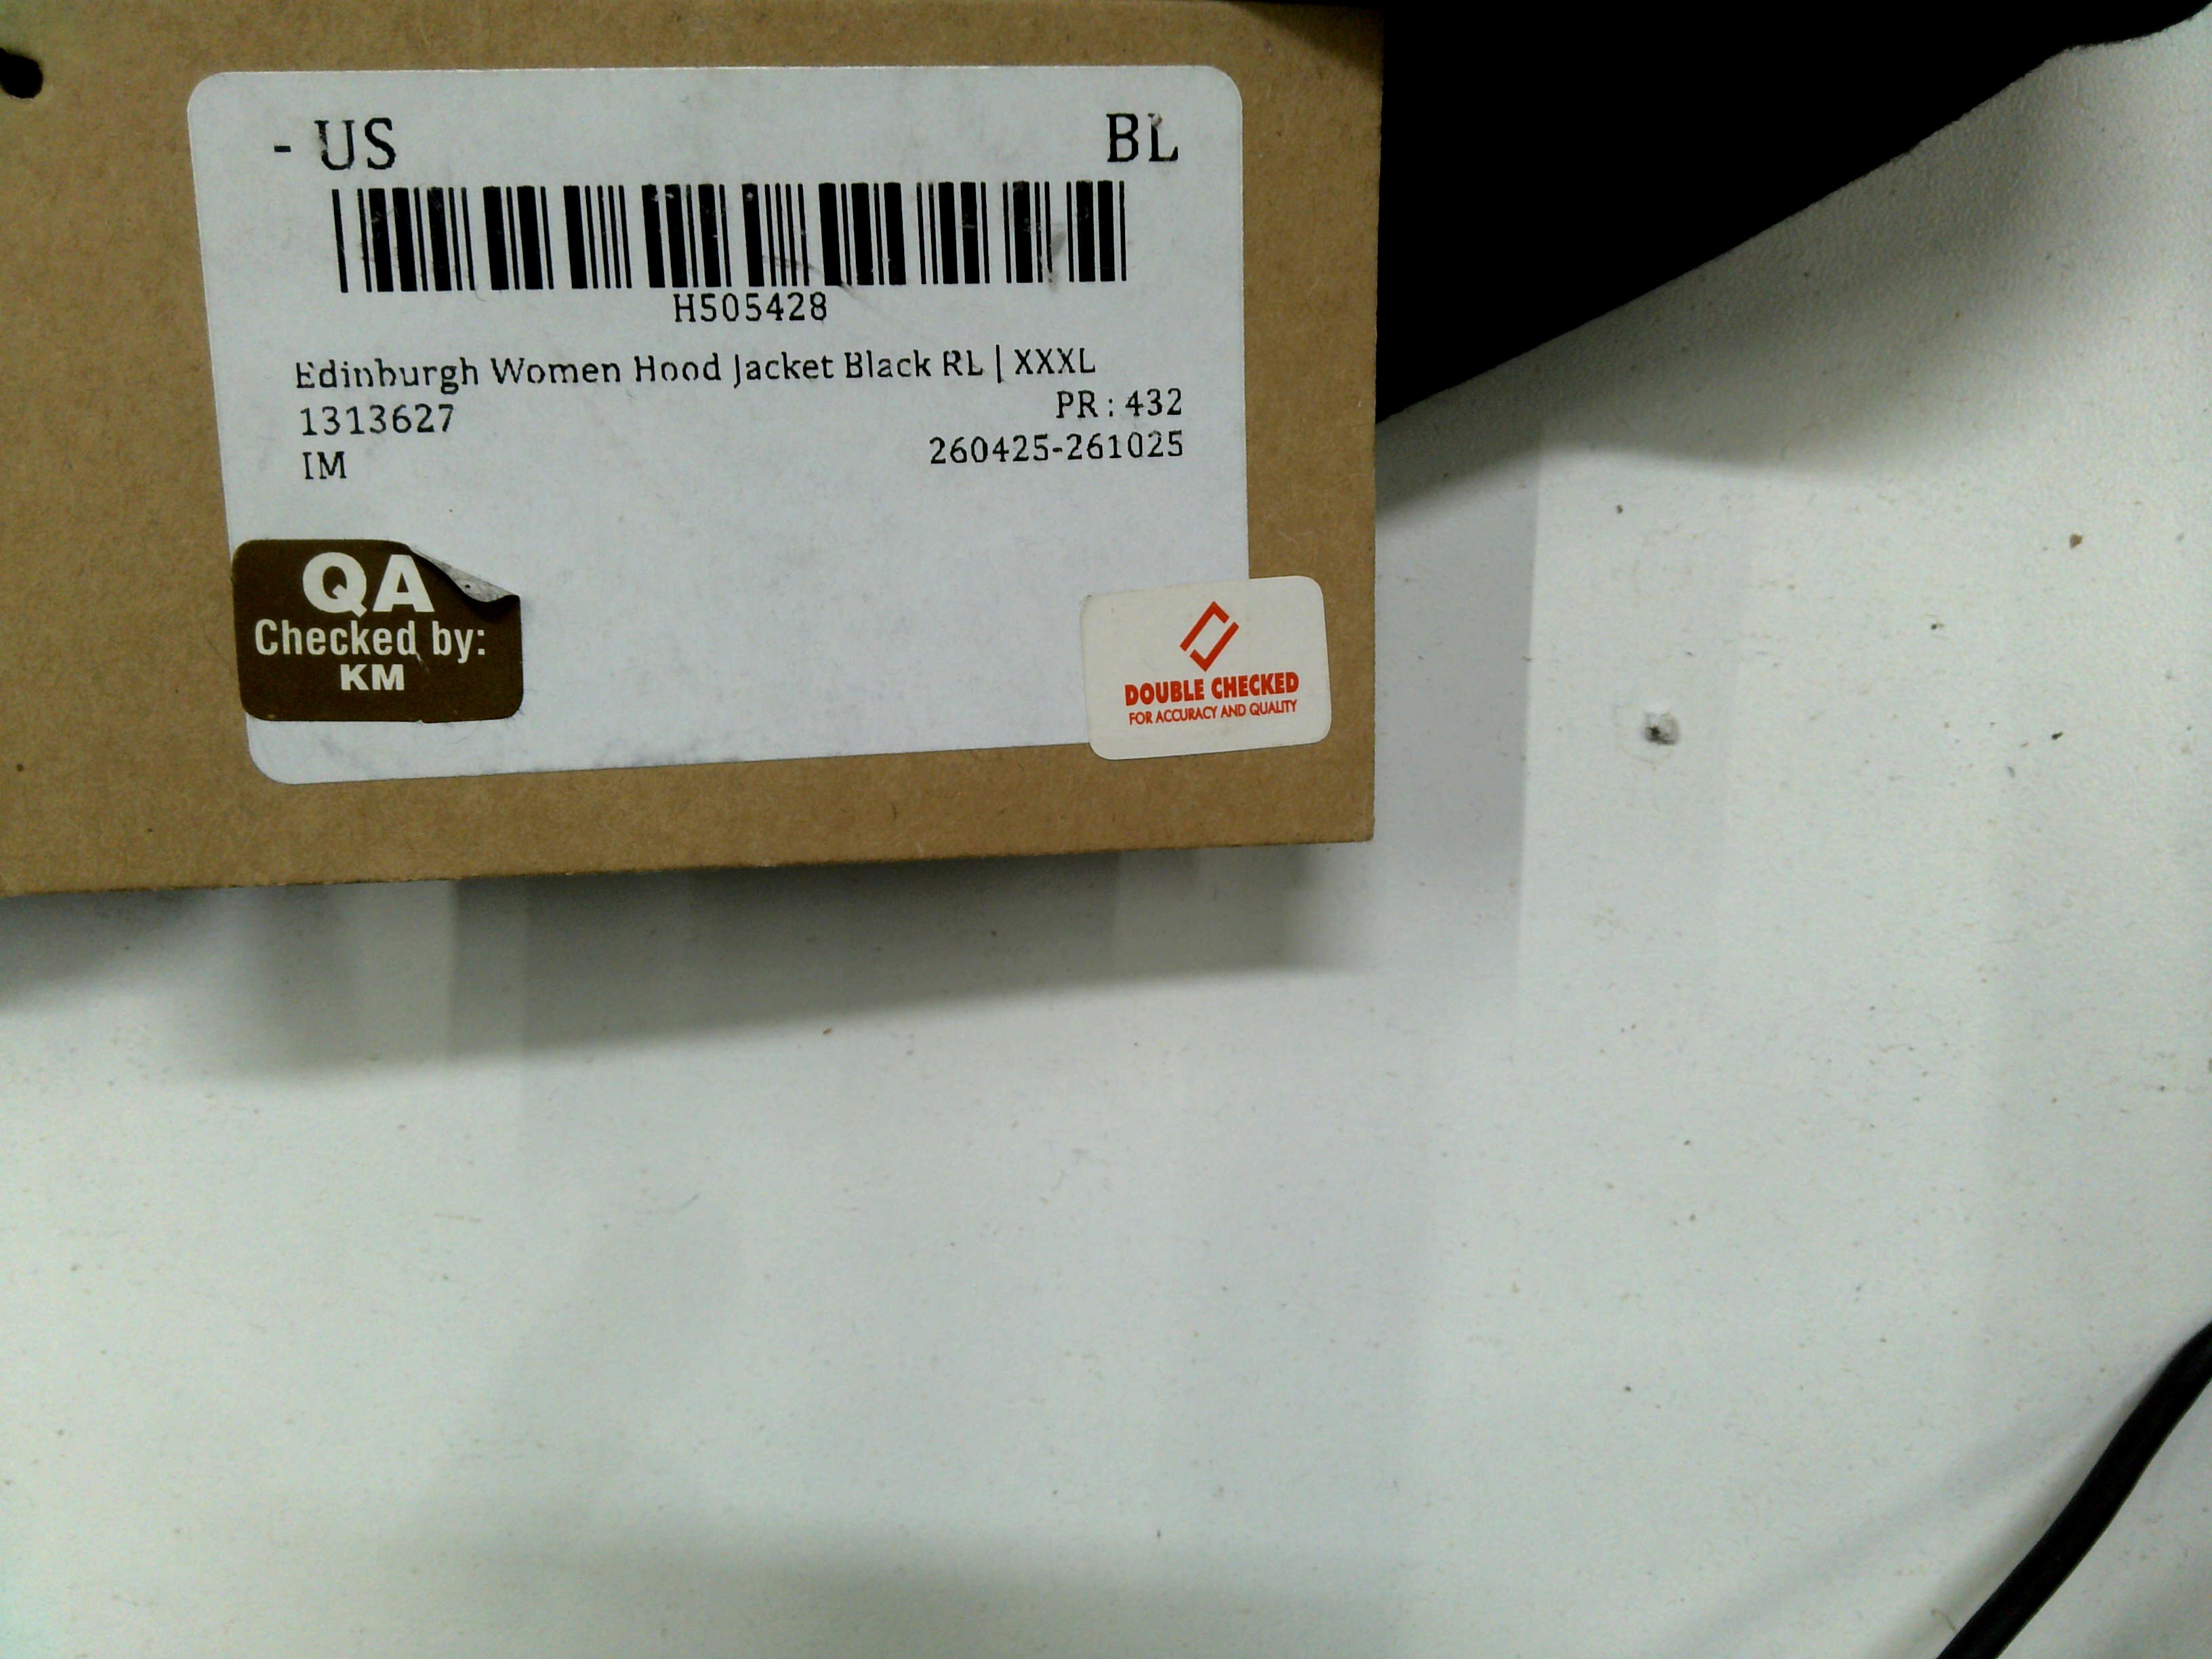 - US BL
H505428
Edinburgh Women Hood Jacket Black RL | XXXL
1313627 PR : 432
IM 260425-261025
QA
Checked by:
KM
DOUBLE CHECKED
FOR ACCURACY AND QUALITY